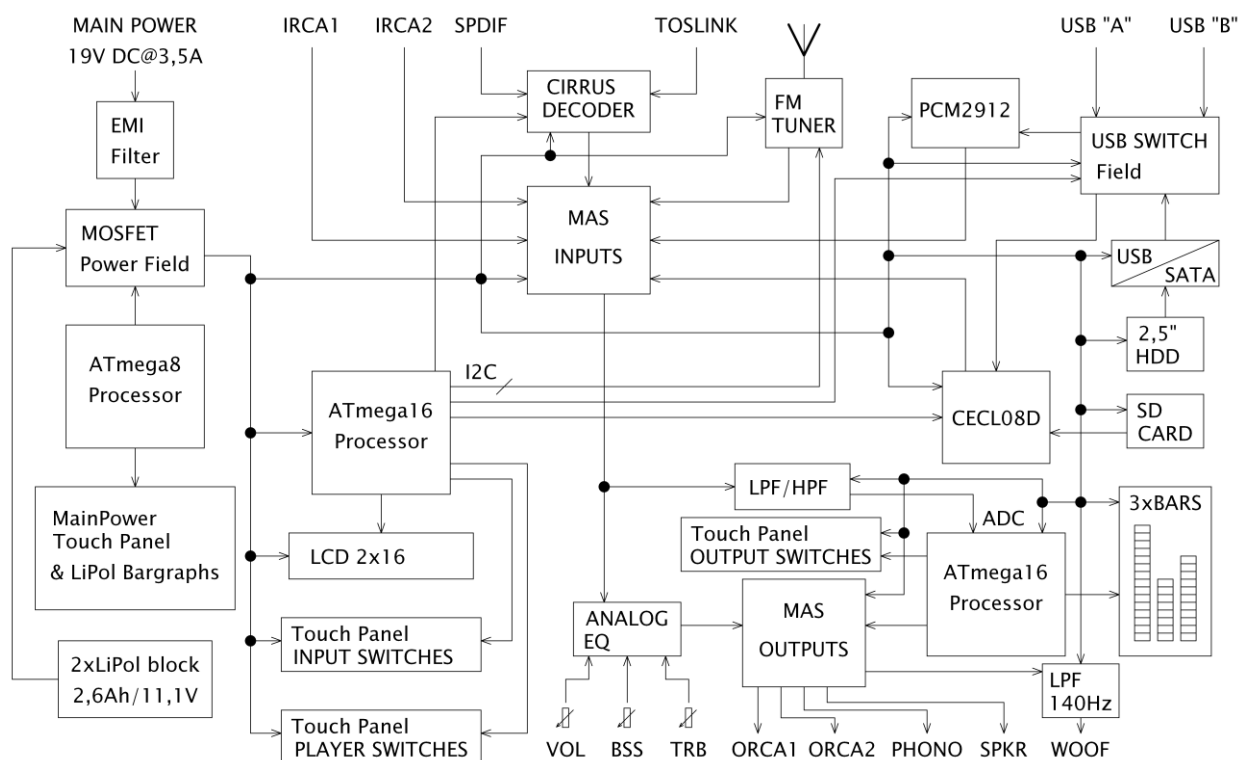 MAIN POWER
19V DC@3,5A
IRCA1
IRCA2
SPDIF
TOSLINK
USB "A"
USB "B"
EMI
Filter
CIRRUS
DECODER
FM
TUNER
PCM2912
USB SWITCH
Field
MOSFET
Power Field
MAS
INPUTS
USB
SATA
2,5"
HDD
ATmega8
Processor
I2C
ATmega16
Processor
CECL08D
SD
CARD
MainPower
Touch Panel
& LiPol Bargraphs
LPF/HPF
ADC
3xBARS
Touch Panel
OUTPUT SWITCHES
LCD 2x16
ATmega16
Processor
Touch Panel
INPUT SWITCHES
ANALOG
EQ
MAS
OUTPUTS
2xLiPol block
2,6Ah/11,1V
LPF
140Hz
Touch Panel
PLAYER SWITCHES
VOL
BSS
TRB
ORCA1
ORCA2
PHONO
SPKR
WOOF